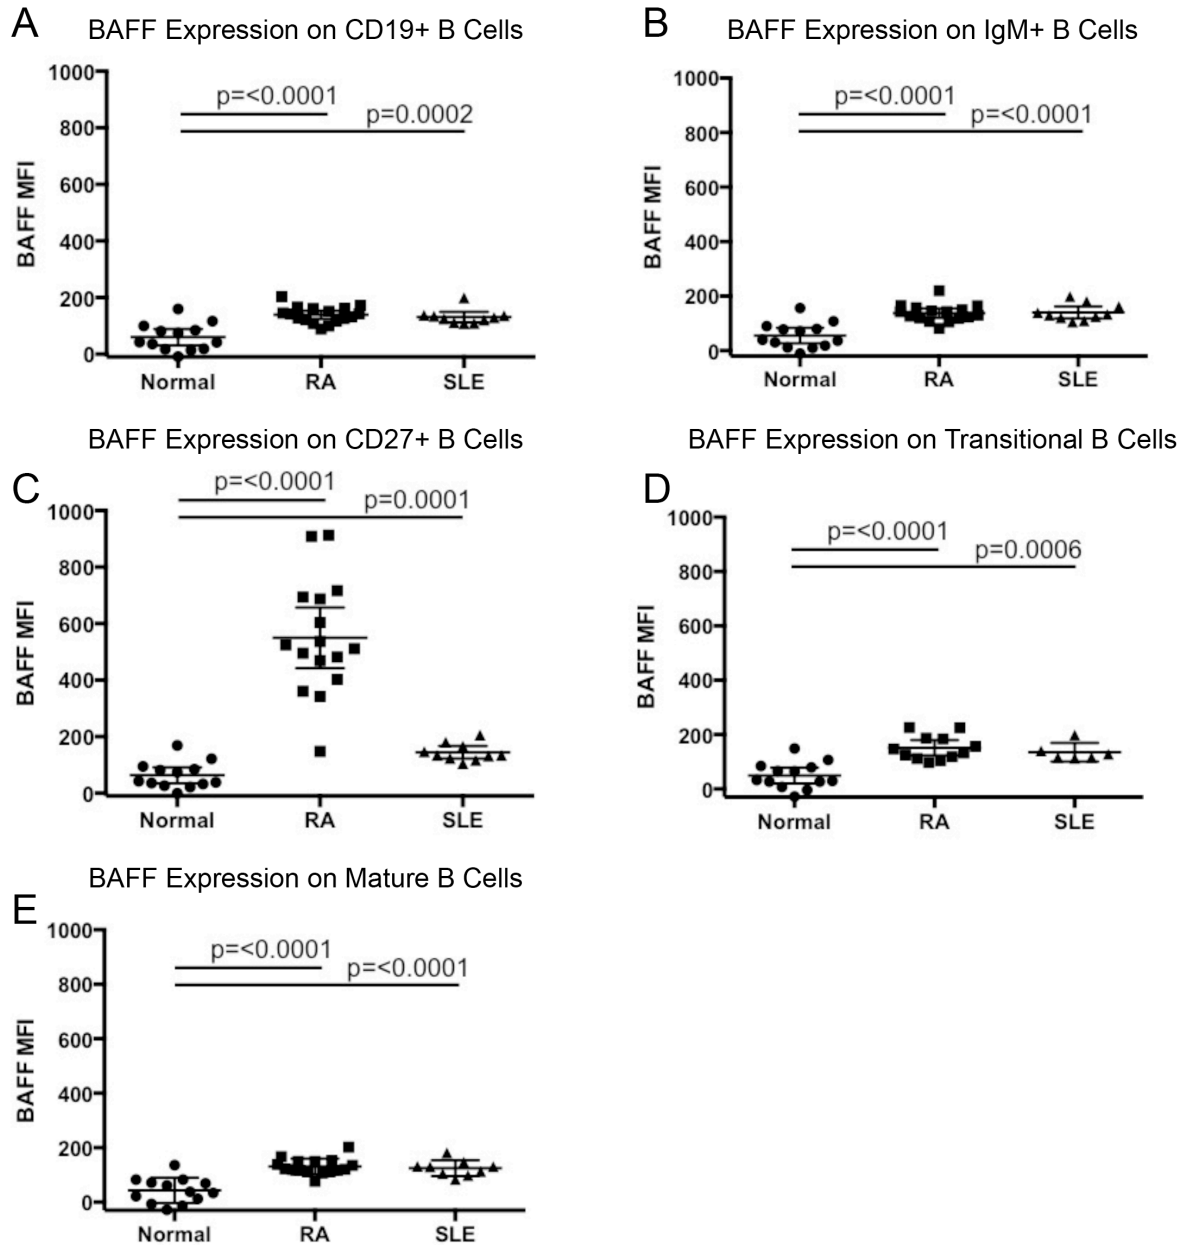 A
BAFF Expression on CD19+ B Cells
1000
800
600
400
200
0
BAFF MFI
p=<0.0001
p=0.0002
Normal
RA
SLE
B
BAFF Expression on IgM+ B Cells
1000
800
600
400
200
0
BAFF MFI
p=<0.0001
p=<0.0001
Normal
RA
SLE
BAFF Expression on CD27+ B Cells
C
1000
800
600
400
200
0
BAFF MFI
p=<0.0001
p=0.0001
Normal
RA
SLE
BAFF Expression on Transitional B Cells
D
1000
800
600
400
200
0
BAFF MFI
p=<0.0001
p=0.0006
Normal
RA
SLE
BAFF Expression on Mature B Cells
E
1000
800
600
400
200
0
BAFF MFI
p=<0.0001
p=<0.0001
Normal
RA
SLE